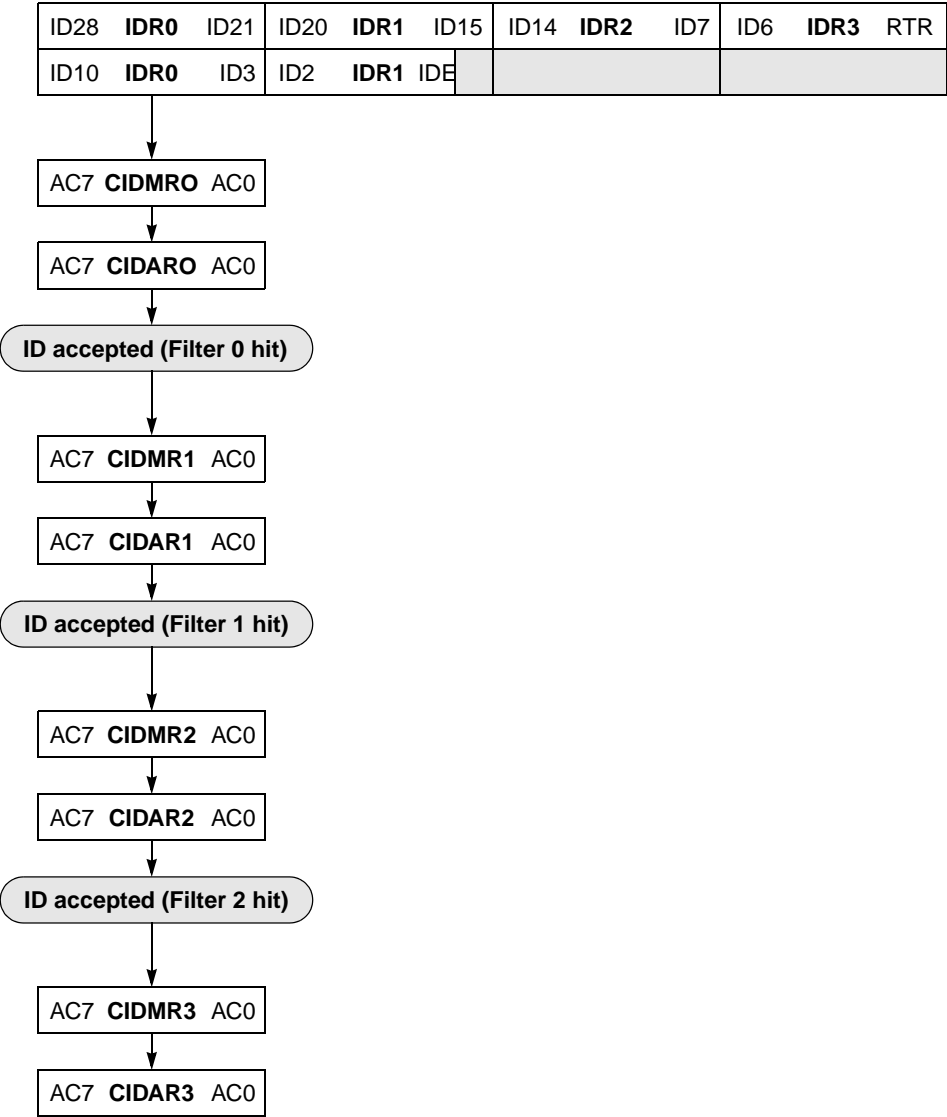 ID28 IDR0 ID21 ID20 IDR1 ID15 ID14 IDR2 ID7 ID6 IDR3 RTR
ID10 IDR0 ID3 ID2 IDR1 IDE
AC7 CIDMRO AC0
AC7 CIDARO AC0
ID accepted (Filter 0 hit)
AC7 CIDMR1 AC0
AC7 CIDAR1 AC0
ID accepted (Filter 1 hit)
AC7 CIDMR2 AC0
AC7 CIDAR2 AC0
ID accepted (Filter 2 hit)
AC7 CIDMR3 AC0
AC7 CIDAR3 AC0